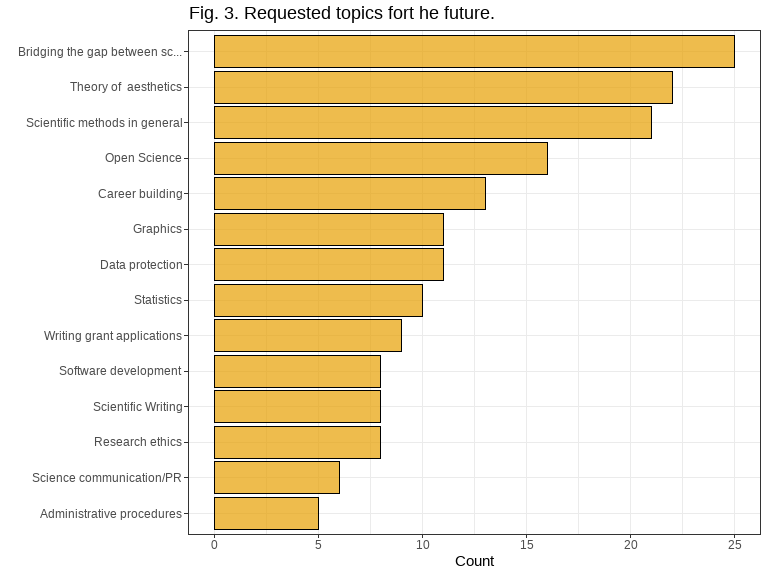 Fig. 3. Requested topics fort he future.
Bridging the gap between sc...
Theory of  aesthetics
Scientific methods in general
Open Science
Career building
Graphics
Data protection
Statistics
Writing grant applications
Software development
Scientific Writing
Research ethics
Science communication/PR
Administrative procedures
0 5 10 15 20 25
Count